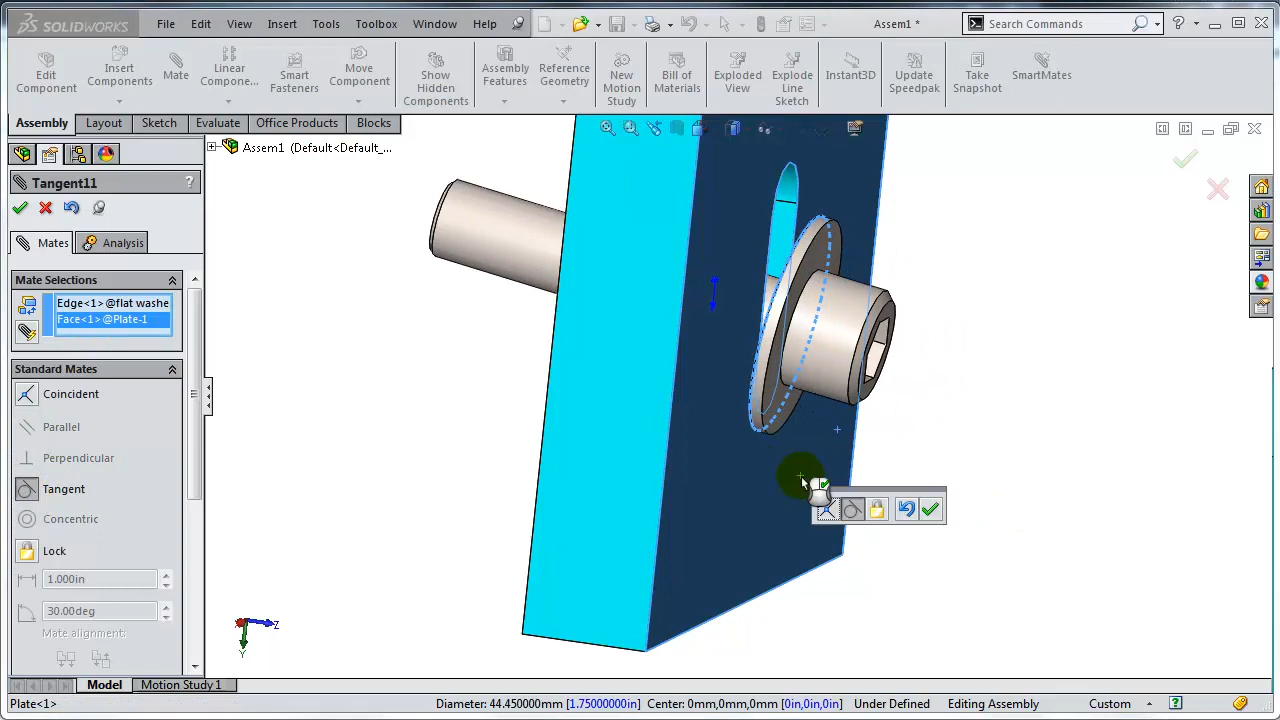 SOLIDWORKS File Edit View Insert Tools Toolbox Window Help Assem1 * Search Commands
Edit Component
Insert Components
Mate
Linear Compone...
Smart Fasteners
Move Component
Show Hidden Components
Assembly Features
Reference Geometry
New Motion Study
Bill of Materials
Exploded View
Explode Line Sketch
Instant3D
Update Speedpak
Take Snapshot
SmartMates
Assembly Layout Sketch Evaluate Office Products Blocks
Assem1 (Default<Default_...
Tangent11 ?
Mates Analysis
Mate Selections
Edge<1>@flat washe
Face<1>@Plate-1
Standard Mates
Coincident
Parallel
Perpendicular
Tangent
Concentric
Lock
1.000in
30.00deg
Mate alignment:
Z
Y
Model Motion Study 1
Plate<1> Diameter: 44.450000mm [1.75000000in] Center: 0mm,0mm,0mm [0in,0in,0in] Under Defined Editing Assembly Custom ?